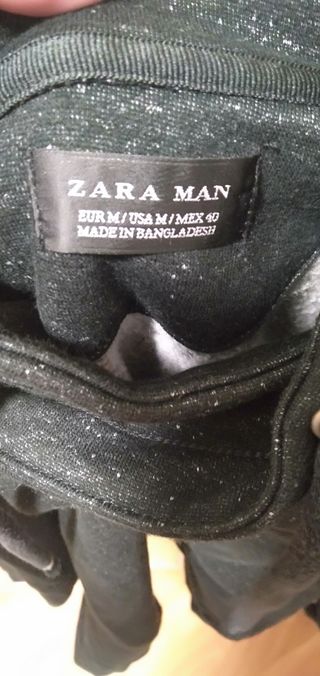 ZARA MAN
EUR M / USA M / MEX 40
MADE IN BANGLADESH